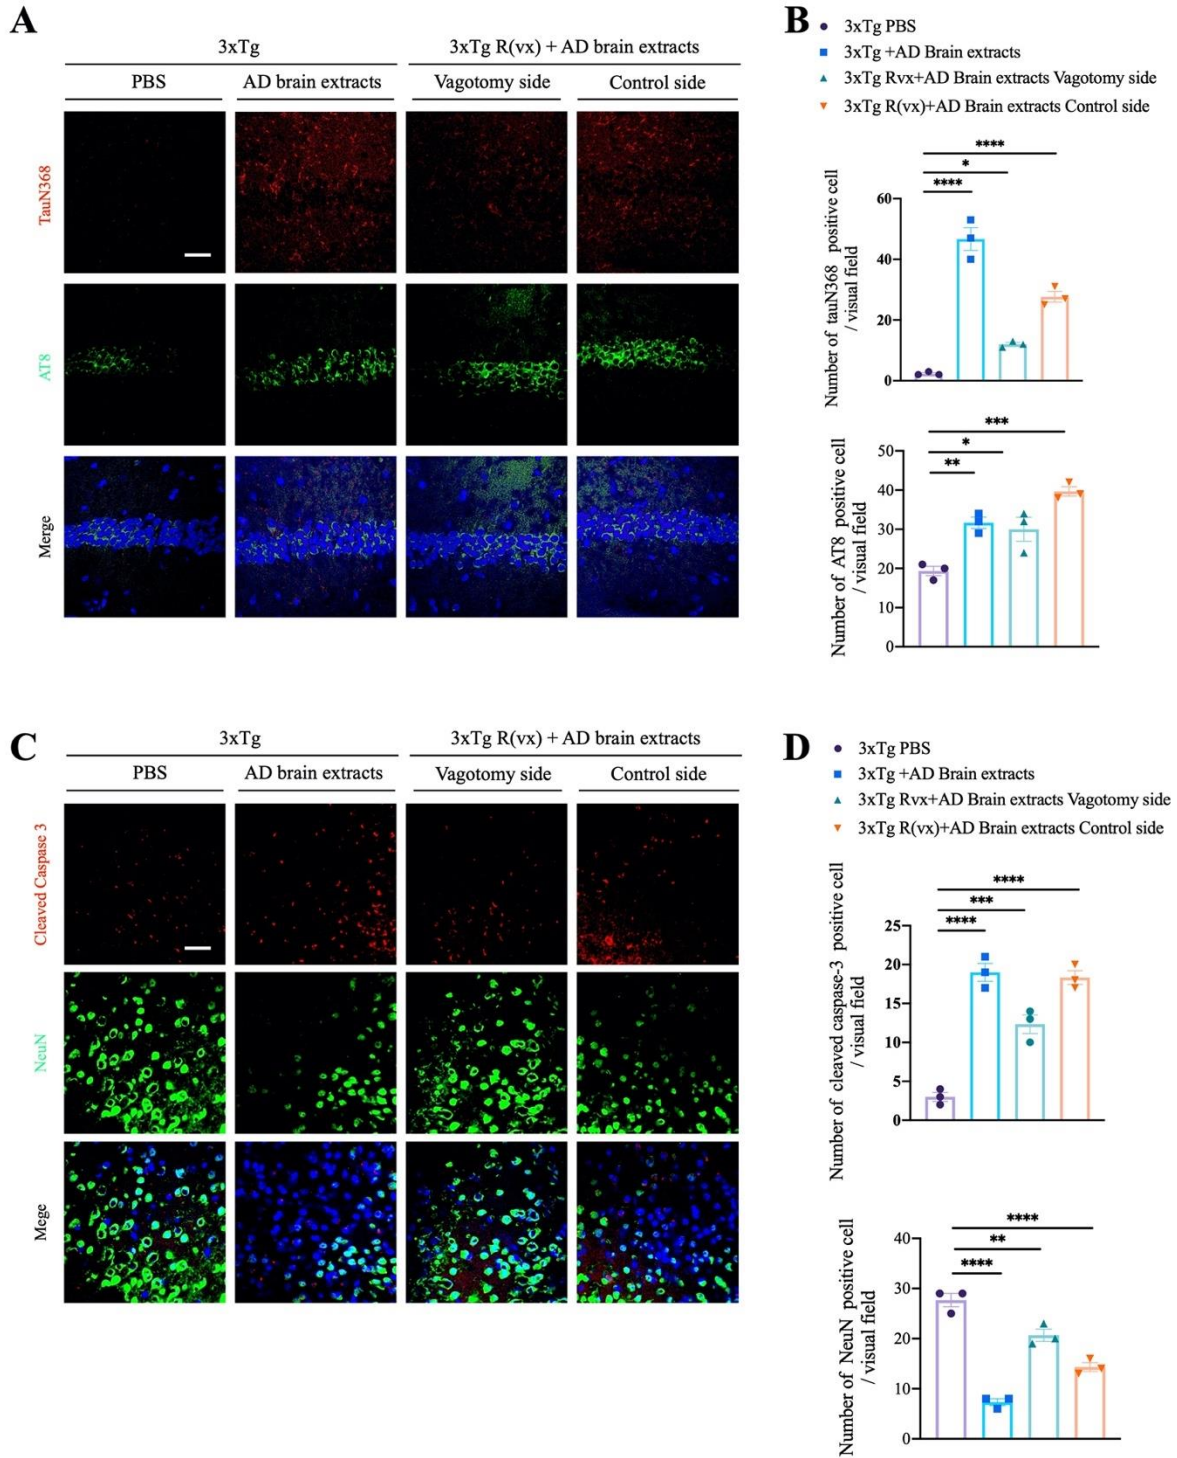 A
3xTg
3xTg R(vx) + AD brain extracts
PBS
AD brain extracts
Vagotomy side
Control side
TauN368
AT8
Merge
B
3xTg PBS
3xTg +AD Brain extracts
3xTg Rvx+AD Brain extracts Vagotomy side
3xTg R(vx)+AD Brain extracts Control side
Number of tauN368 positive cell
/ visual field
****
*
****
60
40
20
0
Number of AT8 positive cell
/ visual field
***
*
**
50
40
30
20
10
0
C
3xTg
3xTg R(vx) + AD brain extracts
PBS
AD brain extracts
Vagotomy side
Control side
Cleaved Caspase 3
NeuN
Mege
D
3xTg PBS
3xTg +AD Brain extracts
3xTg Rvx+AD Brain extracts Vagotomy side
3xTg R(vx)+AD Brain extracts Control side
Number of cleaved caspase-3 positive cell
/ visual field
****
***
****
25
20
15
10
5
0
Number of NeuN positive cell
/ visual field
****
**
****
40
30
20
10
0